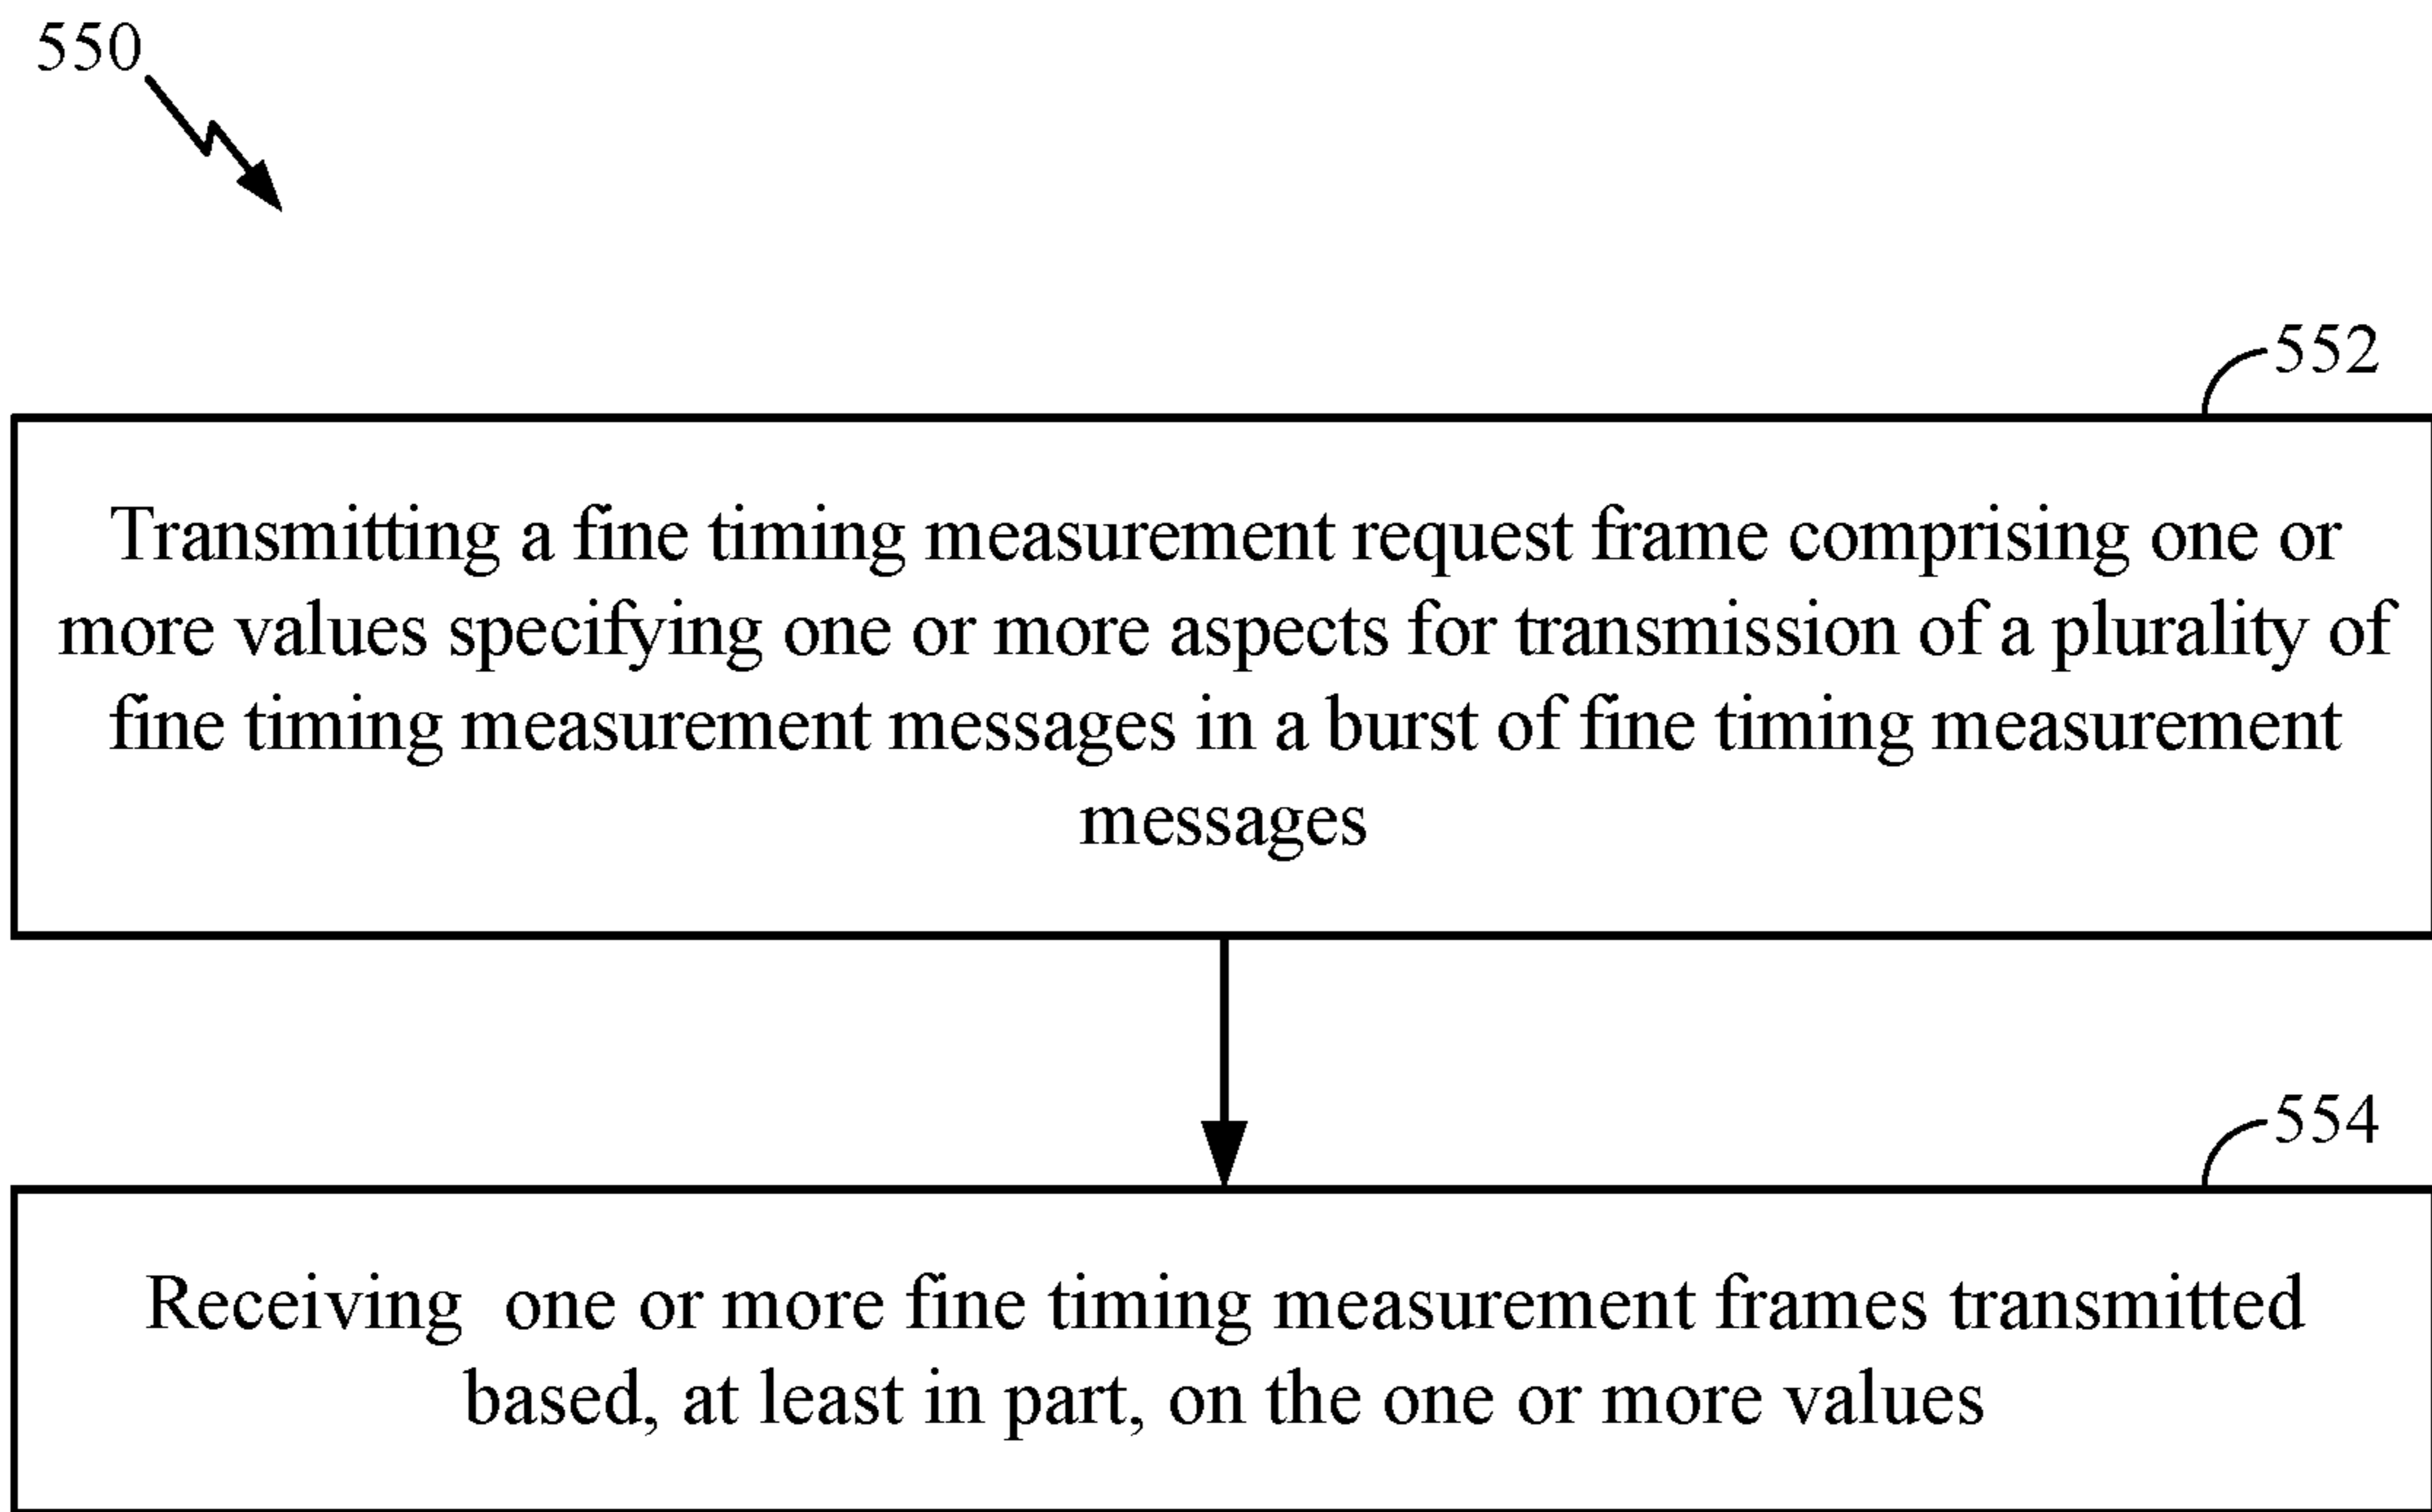 550
552
Transmitting a fine timing measurement request frame comprising one or
more values specifying one or more aspects for transmission of a plurality of
fine timing measurement messages in a burst of fine timing measurement
messages
554
Receiving one or more fine timing measurement frames transmitted
based, at least in part, on the one or more values